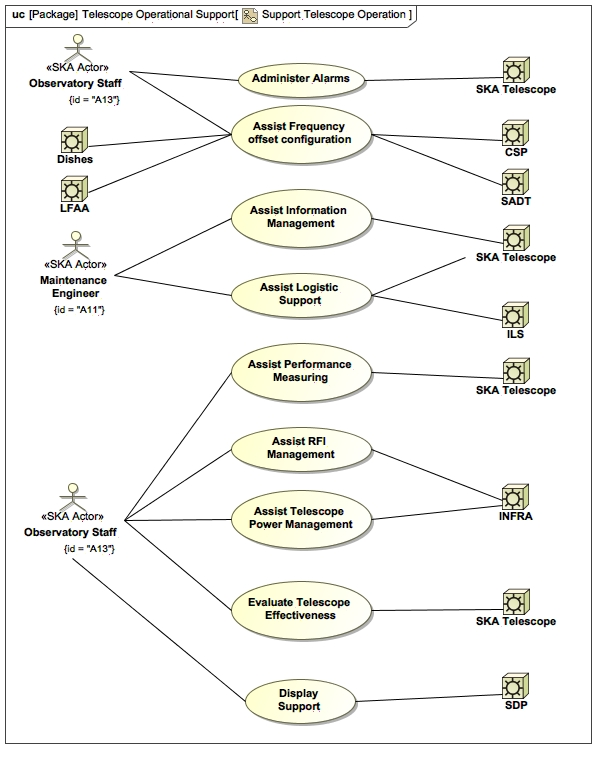 uc [Package] Telescope Operational Support[ Support Telescope Operation ]
«SKA Actor»
Observatory Staff
{id = "A13"}
Administer Alarms
SKA Telescope
Assist Frequency
offset configuration
Dishes
CSP
LFAA
SADT
Assist Information
Management
SKA Telescope
«SKA Actor»
Maintenance
Engineer
{id = "A11"}
Assist Logistic
Support
ILS
Assist Performance
Measuring
SKA Telescope
Assist RFI
Management
«SKA Actor»
Observatory Staff
{id = "A13"}
Assist Telescope
Power Management
INFRA
Evaluate Telescope
Effectiveness
SKA Telescope
Display
Support
SDP